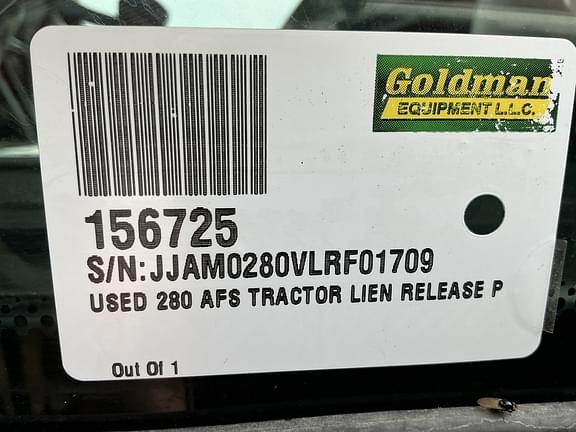 Goldman
EQUIPMENT L.L.C.
156725
S/N:JJAM0280VLRF01709
USED 280 AFS TRACTOR LIEN RELEASE P
Out Of 1